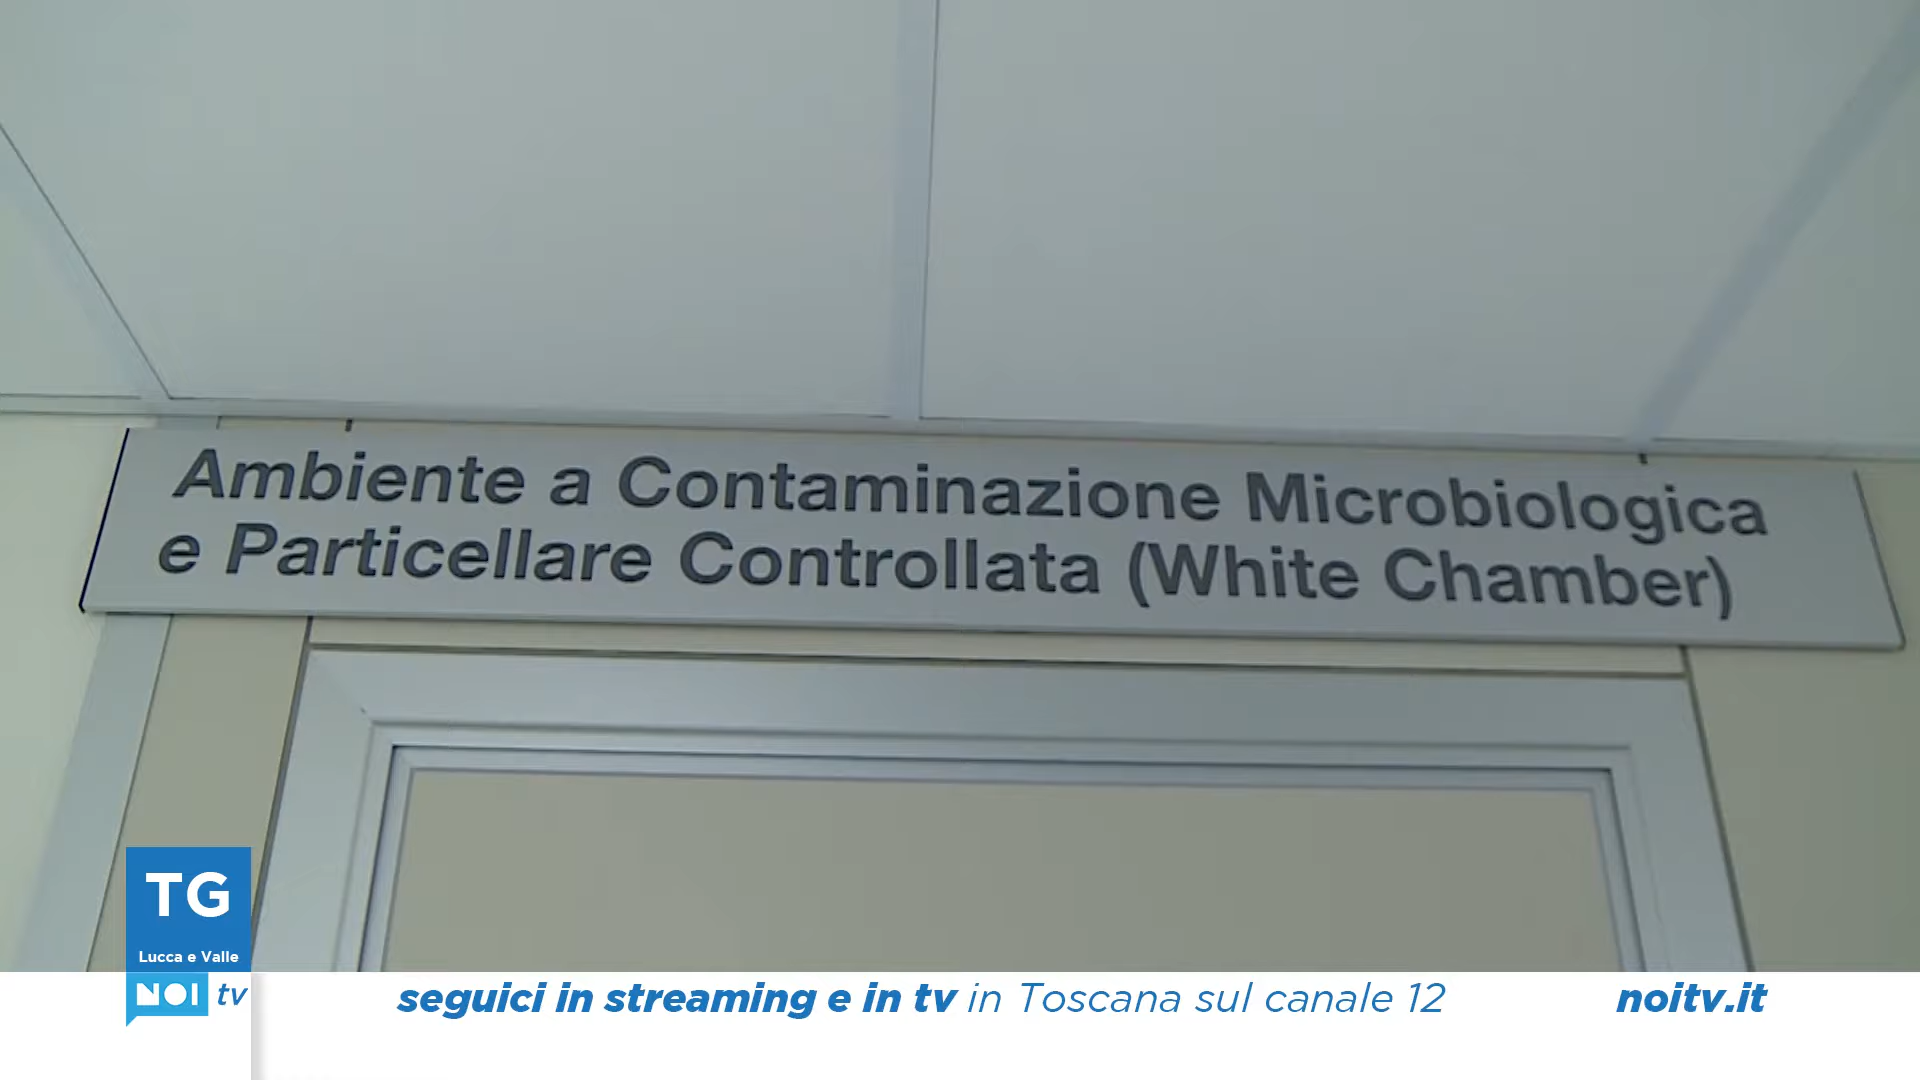 Ambiente a Contaminazione Microbiologica
e Particellare Controllata (White Chamber)
TG
Lucca e Valle
NOI tv
seguici in streaming e in tv in Toscana sul canale 12
noitv.it